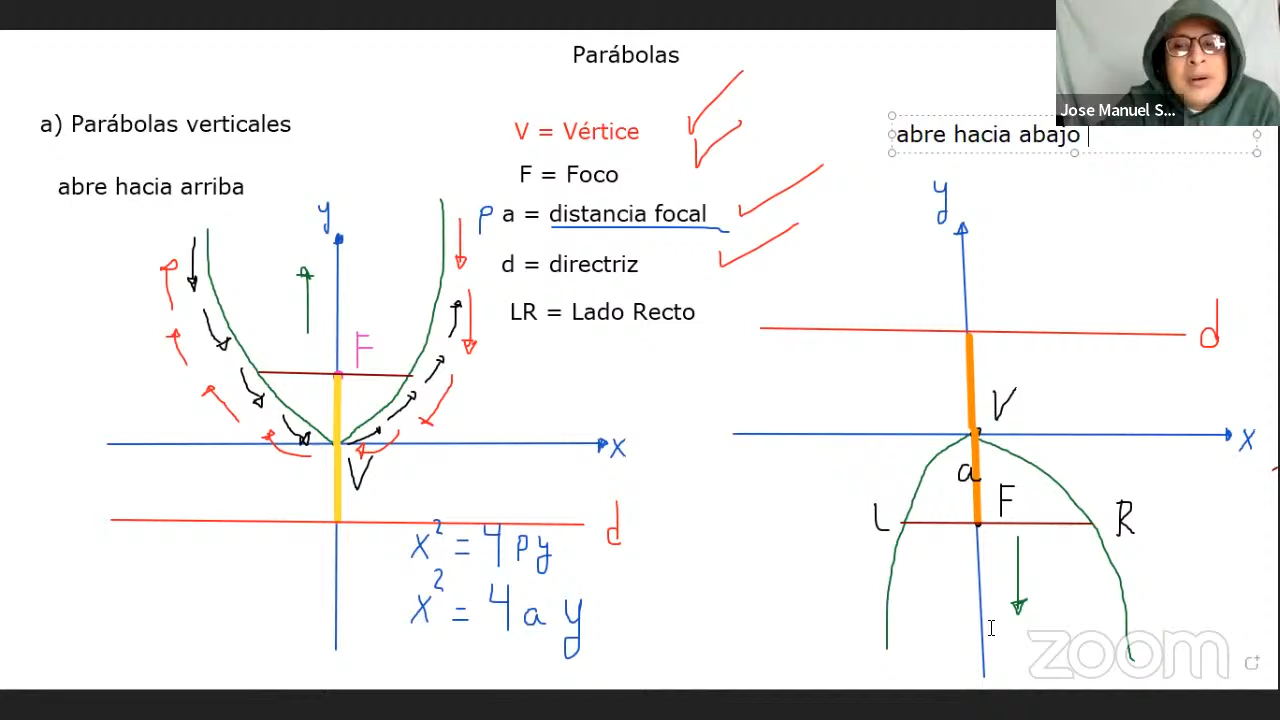 Parábolas
Jose Manuel S...
a) Parábolas verticales
abre hacia arriba
V = Vértice
F = Foco
p a = distancia focal
d = directriz
LR = Lado Recto
abre hacia abajo
y
F
x
V
d
x² = 4py
x² = 4ay
y
d
V
x
a
F
L
R
zoom